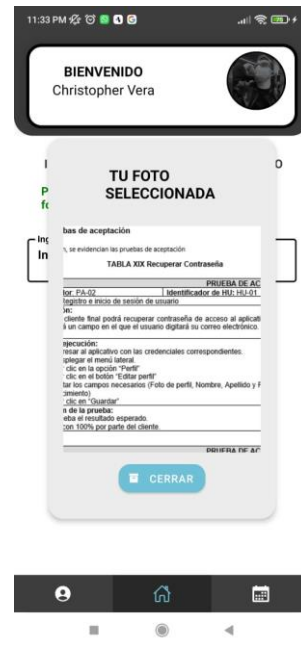 11:33 PM
BIENVENIDO
Christopher Vera
TU FOTO
SELECCIONADA
bas de aceptación
n, se evidencian las pruebas de aceptación
TABLA XIX Recuperar Contraseña
PRUEBA DE AC
dor: PA-02 Identificador de HU: HU-01
Registro e inicio de sesión de usuario
ón:
cliente final podrá recuperar contraseña de acceso al aplicati
á un campo en el que el usuario digitará su correo electrónico.
ejecución:
resar al aplicativo con las credenciales correspondientes.
splegar el menú lateral.
r clic en la opción "Perfil"
r clic en el botón "Editar perfil"
tar los campos necesarios (Foto de perfil, Nombre, Apellido y F
cimiento)
r clic en "Guardar"
n de la prueba:
eba el resultado esperado.
con 100% por parte del cliente.
PRUEBA DE AC
CERRAR